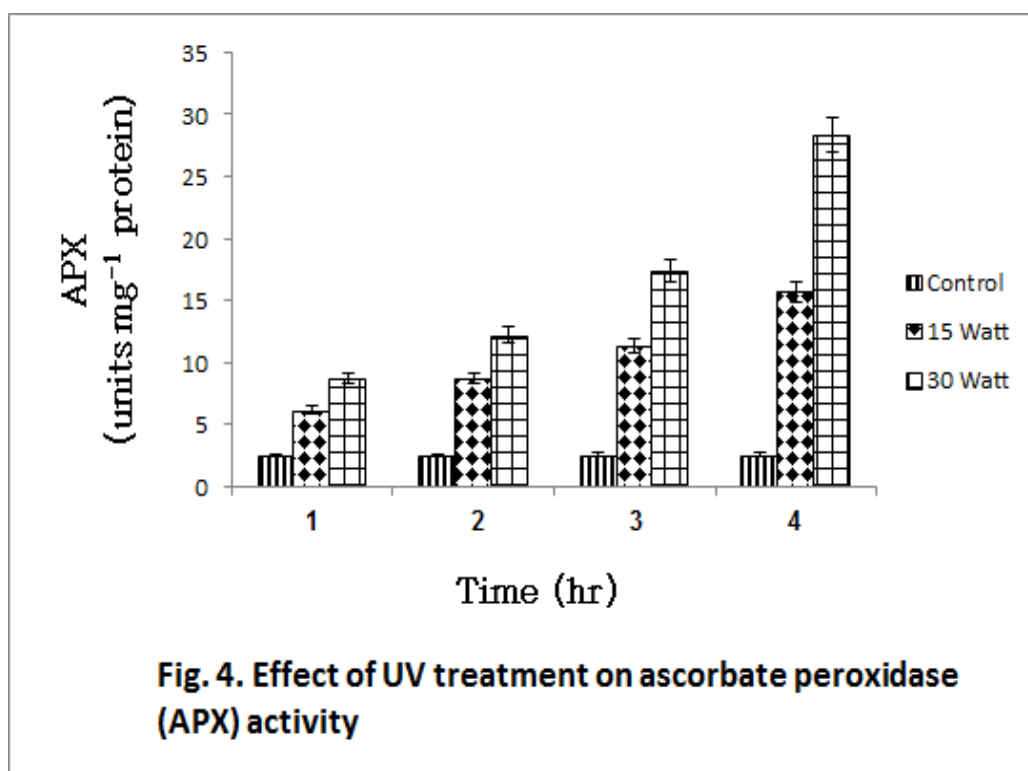 35
30
25
20
15
10
5
0
APX
(units mg⁻¹ protein)
1 2 3 4
Time (hr)
Control
15 Watt
30 Watt
Fig. 4. Effect of UV treatment on ascorbate peroxidase
(APX) activity